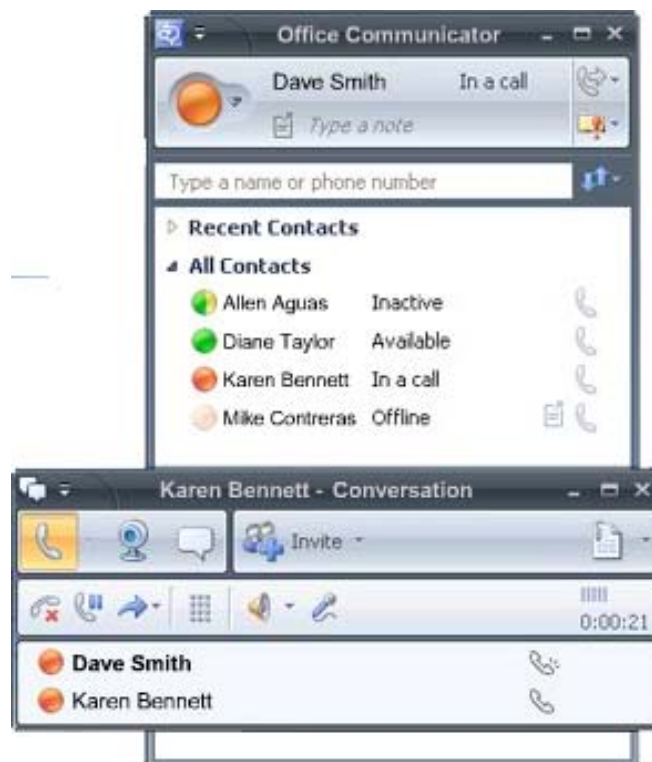 Office Communicator
Dave Smith In a call
Type a note
Type a name or phone number
Recent Contacts
All Contacts
Allen Aguas Inactive
Diane Taylor Available
Karen Bennett In a call
Mike Contreras Offline
Karen Bennett - Conversation
Invite
0:00:21
Dave Smith
Karen Bennett